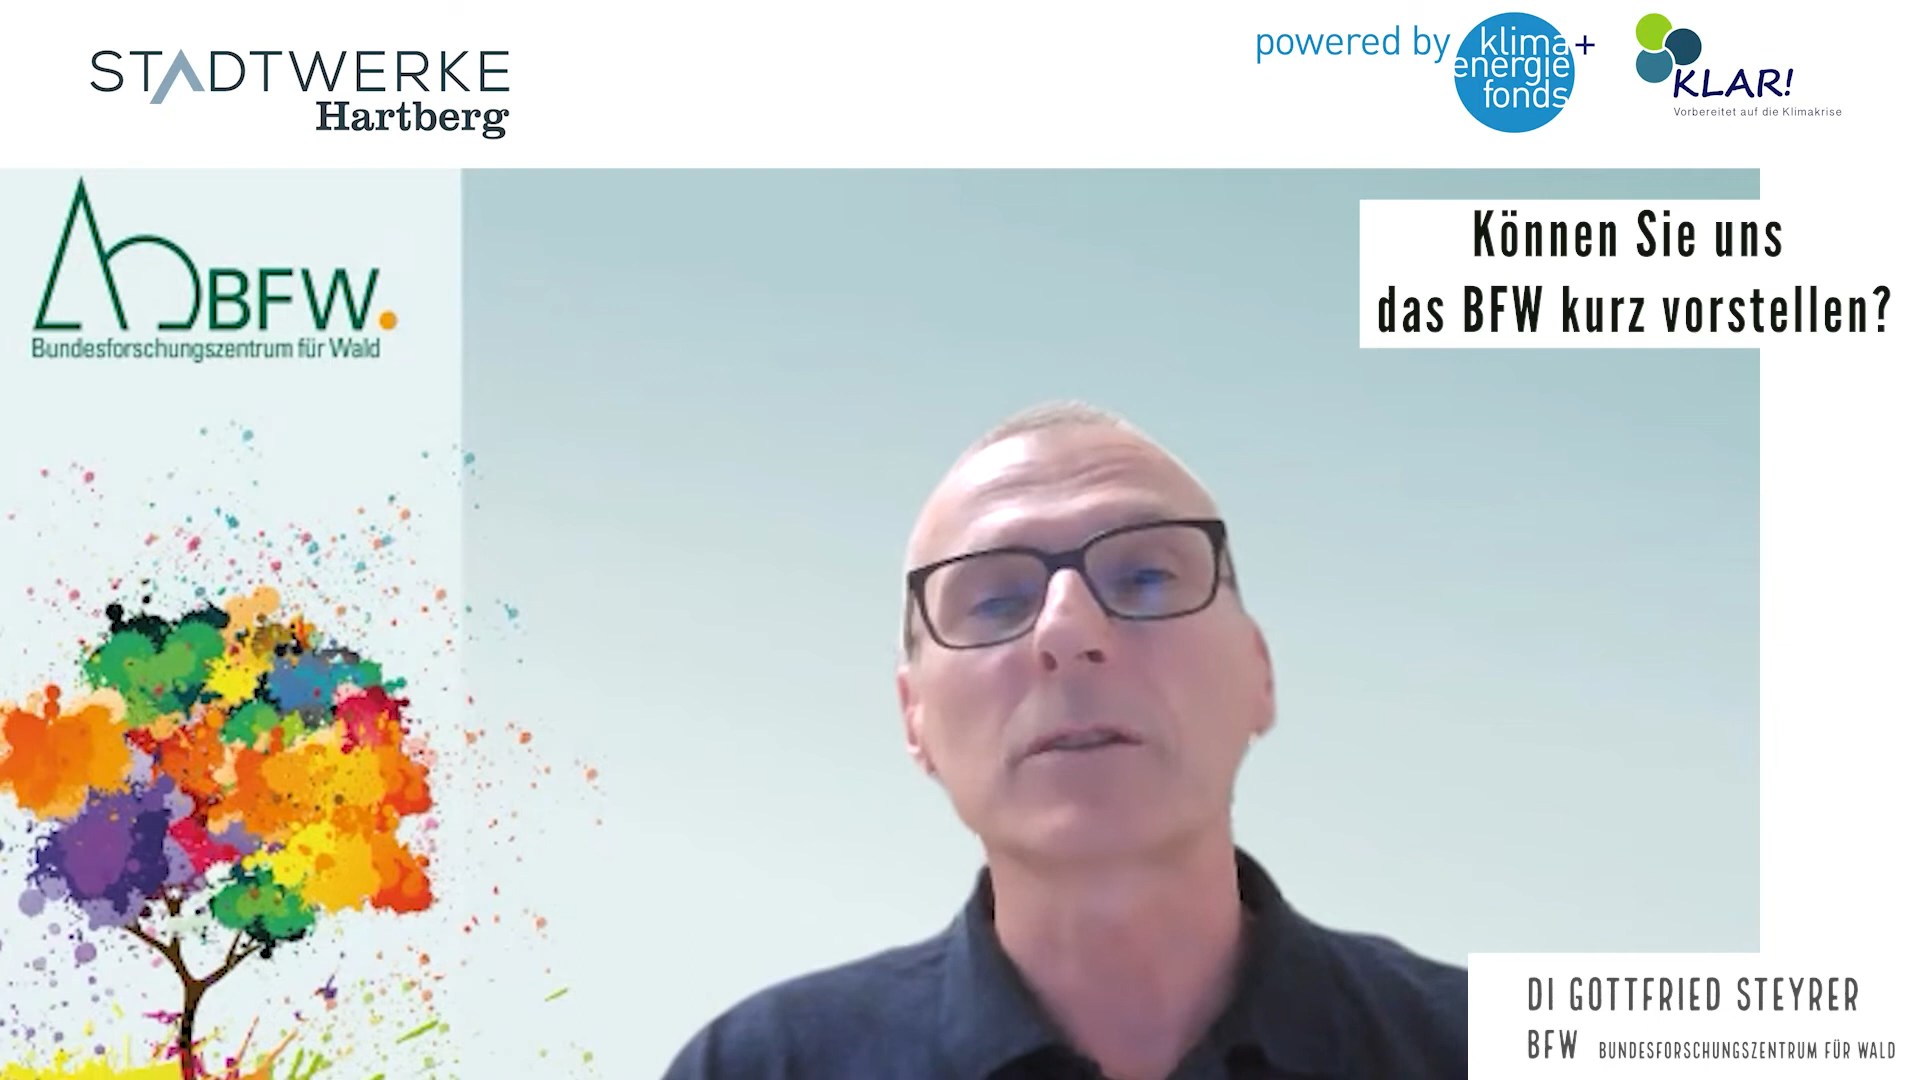 STADTWERKE
Hartberg
powered by
klima+
energie
fonds
KLAR!
Vorbereitet auf die Klimakrise
BFW.
Bundesforschungszentrum für Wald
Können Sie uns
das BFW kurz vorstellen?
DI GOTTFRIED STEYRER
BFW BUNDESFORSCHUNGSZENTRUM FÜR WALD